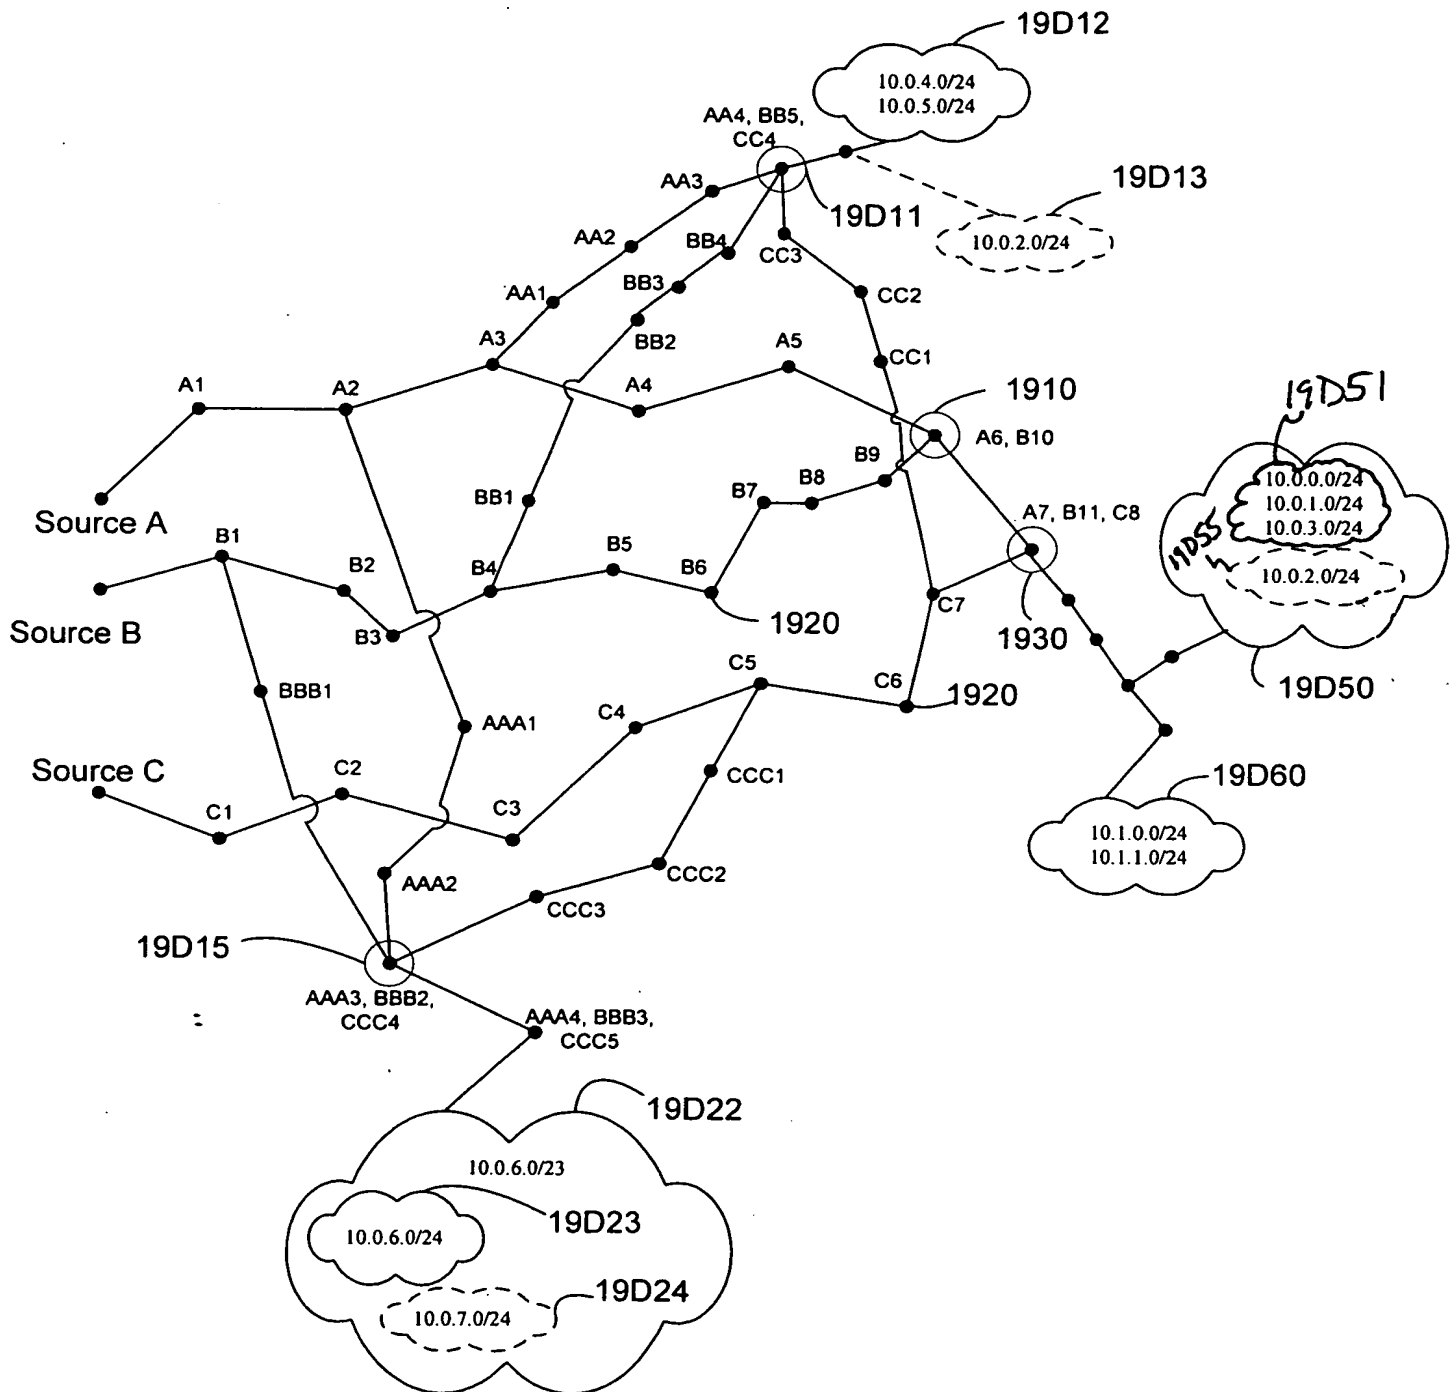 19D12
10.0.4.0/24
10.0.5.0/24
AA4, BB5,
CC4
AA3
19D11
19D13
10.0.2.0/24
AA2
BB4
CC3
BB3
AA1
CC2
BB2
A3
A5
CC1
A1
A2
A4
1910
A6, B10
19D51
10.0.0.0/24
10.0.1.0/24
10.0.3.0/24
19D55
10.0.2.0/24
19D50
Source A
BB1
B7
B8
B9
A7, B11, C8
B1
B2
B4
B5
B6
C7
Source B
B3
1920
1930
BBB1
AAA1
C4
C5
C6
1920
Source C
C2
C1
C3
CCC1
19D60
10.1.0.0/24
10.1.1.0/24
AAA2
CCC2
CCC3
19D15
AAA3, BBB2,
CCC4
AAA4, BBB3,
CCC5
19D22
10.0.6.0/23
19D23
10.0.6.0/24
19D24
10.0.7.0/24